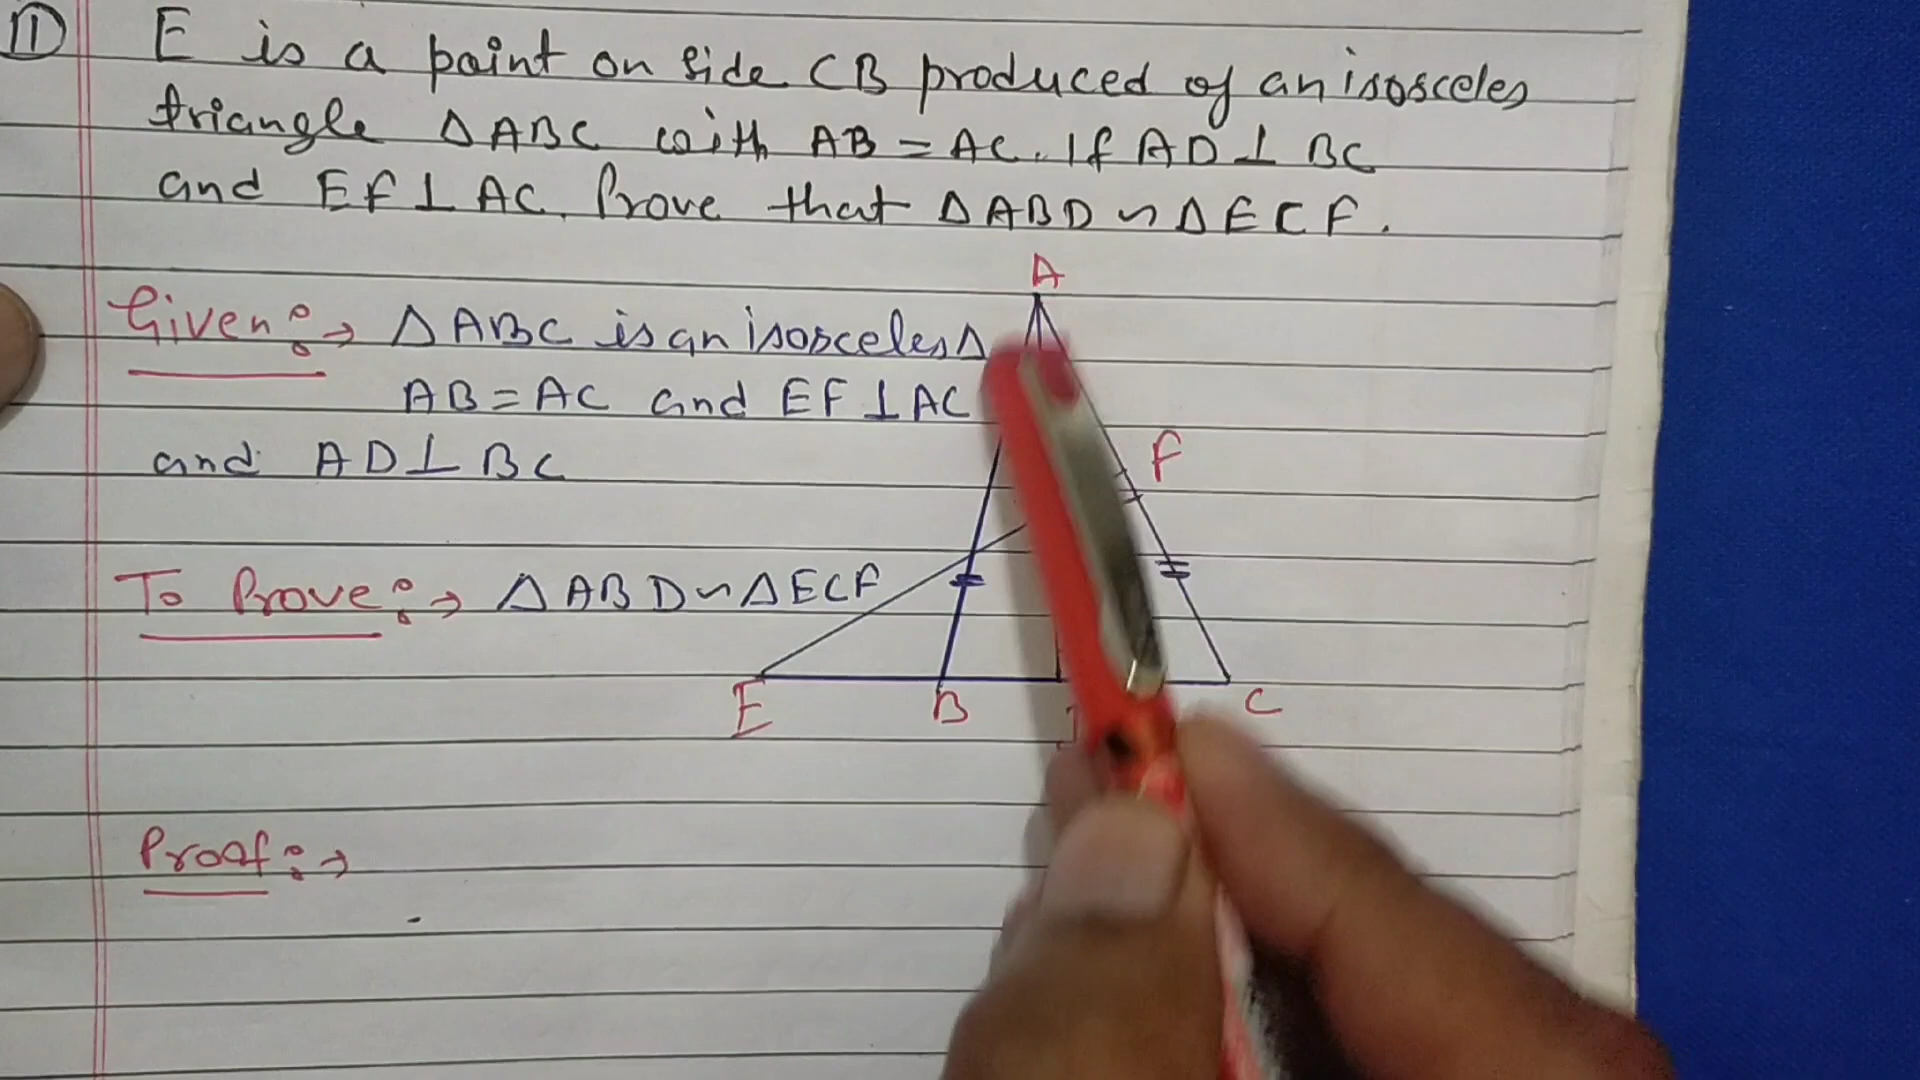 11 E is a point on side CB produced of an isosceles
triangle ΔABC with AB = AC. If AD ⊥ BC
and EF ⊥ AC. Prove that ΔABD ∽ ΔECF.
A
Given :→ ΔABC is an isosceles Δ
AB = AC and EF ⊥ AC
and AD ⊥ BC
F
To Prove :→ ΔABD ∽ ΔECF
E B C
Proof :→